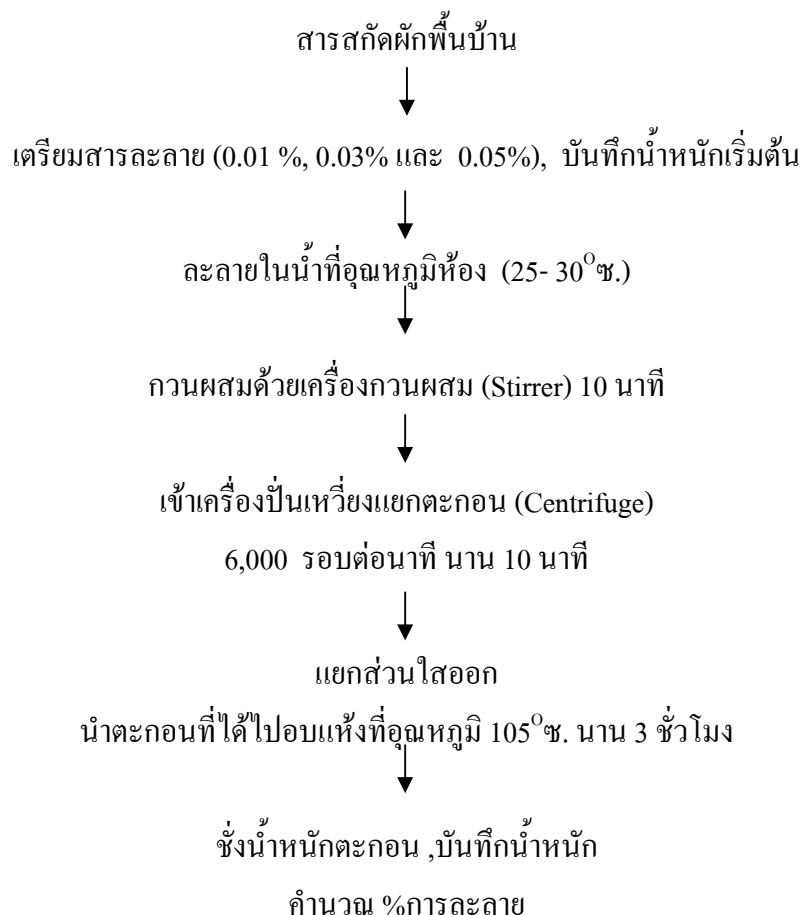 สารสกัดผักพื้นบ้าน
เตรียมสารละลาย (0.01 %, 0.03% และ 0.05%), บันทึกน้ำหนักเริ่มต้น
ละลายในน้ำที่อุณหภูมิห้อง (25- 30°ซ.)
กวนผสมด้วยเครื่องกวนผสม (Stirrer) 10 นาที
เข้าเครื่องปั่นเหวี่ยงแยกตะกอน (Centrifuge)
6,000 รอบต่อนาที นาน 10 นาที
แยกส่วนใสออก
นำตะกอนที่ได้ไปอบแห้งที่อุณหภูมิ 105°ซ. นาน 3 ชั่วโมง
ชั่งน้ำหนักตะกอน ,บันทึกน้ำหนัก
คำนวณ %การละลาย